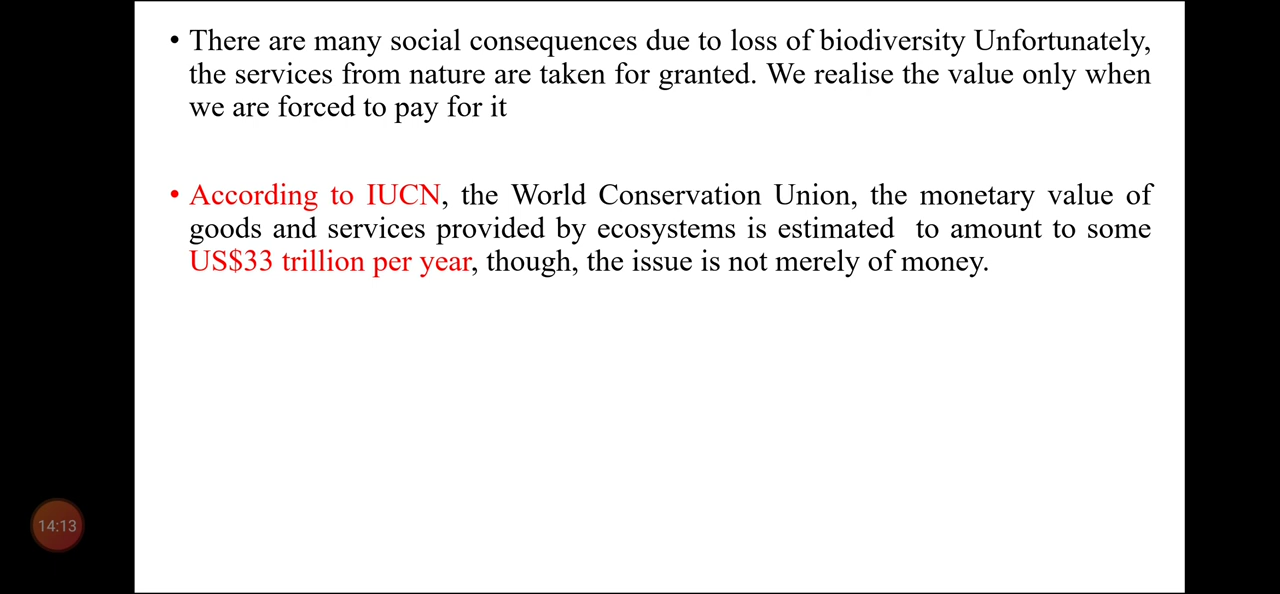 • There are many social consequences due to loss of biodiversity Unfortunately,
the services from nature are taken for granted. We realise the value only when
we are forced to pay for it
• According to IUCN, the World Conservation Union, the monetary value of
goods and services provided by ecosystems is estimated to amount to some
US$33 trillion per year, though, the issue is not merely of money.
14:13